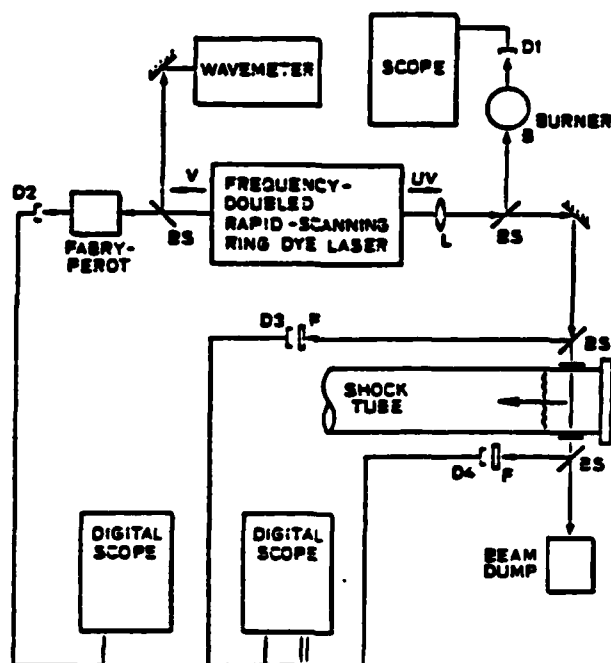 SCOPE
D1
BURNER
B
WAVEMETER
D2
V
FREQUENCY-
DOUBLED
RAPID-SCANNING
RING DYE LASER
UV
L
BS
BS
FABRY-
PEROT
D3
F
BS
SHOCK
TUBE
D4
F
BS
DIGITAL
SCOPE
DIGITAL
SCOPE
BEAM
DUMP